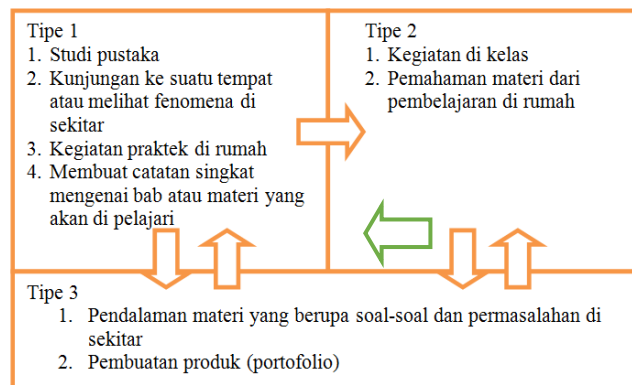 Tipe 1
1. Studi pustaka
2. Kunjungan ke suatu tempat
atau melihat fenomena di
sekitar
3. Kegiatan praktek di rumah
4. Membuat catatan singkat
mengenai bab atau materi yang
akan di pelajari
Tipe 2
1. Kegiatan di kelas
2. Pemahaman materi dari
pembelajaran di rumah
Tipe 3
1. Pendalaman materi yang berupa soal-soal dan permasalahan di
sekitar
2. Pembuatan produk (portofolio)